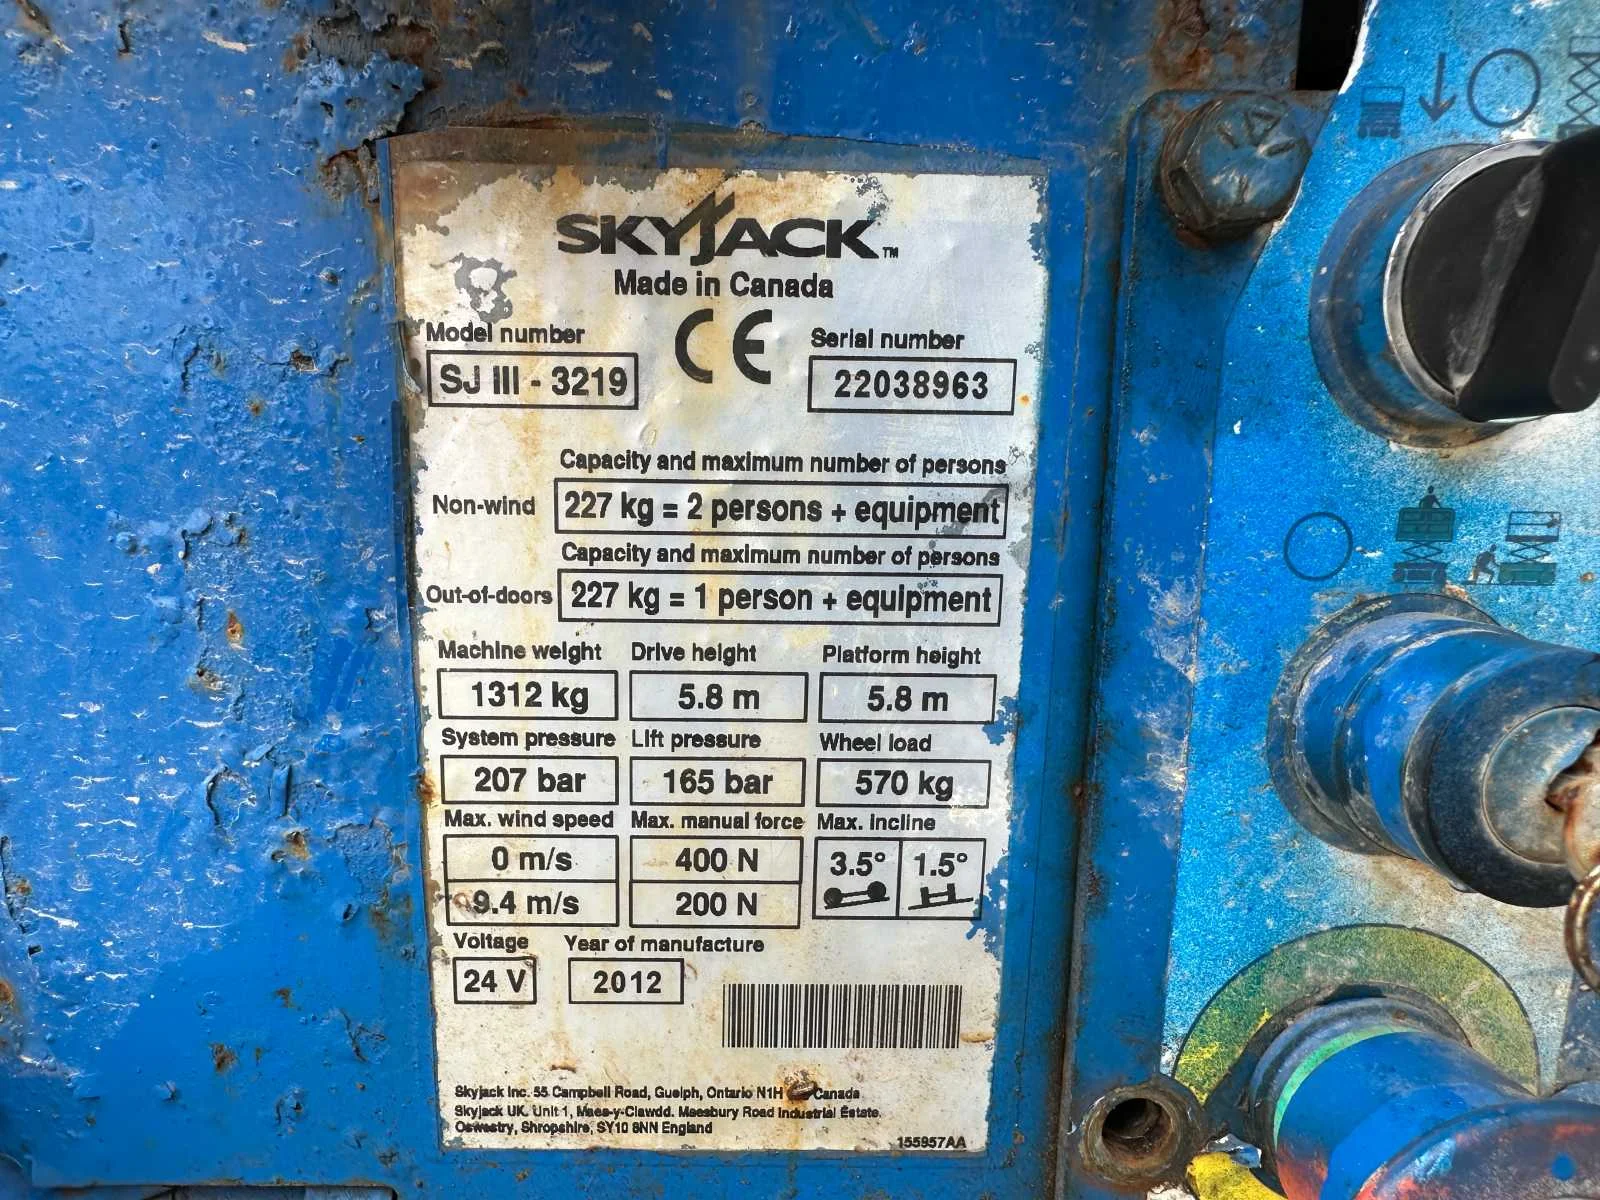 SKYJACK™
Made in Canada
CE
Model number
SJ III - 3219
Serial number
22038963
Capacity and maximum number of persons
Non-wind
227 kg = 2 persons + equipment
Capacity and maximum number of persons
Out-of-doors
227 kg = 1 person + equipment
Machine weight Drive height Platform height
1312 kg 5.8 m 5.8 m
System pressure Lift pressure Wheel load
207 bar 165 bar 570 kg
Max. wind speed Max. manual force Max. incline
0 m/s 400 N 3.5° 1.5°
9.4 m/s 200 N
Voltage Year of manufacture
24 V 2012
Skyjack Inc. 55 Campbell Road, Guelph, Ontario N1H Canada
Skyjack UK. Unit 1, Maes-y-Clawdd. Maesbury Road Industrial Estate.
Oswestry, Shropshire, SY10 8NN England
155957AA